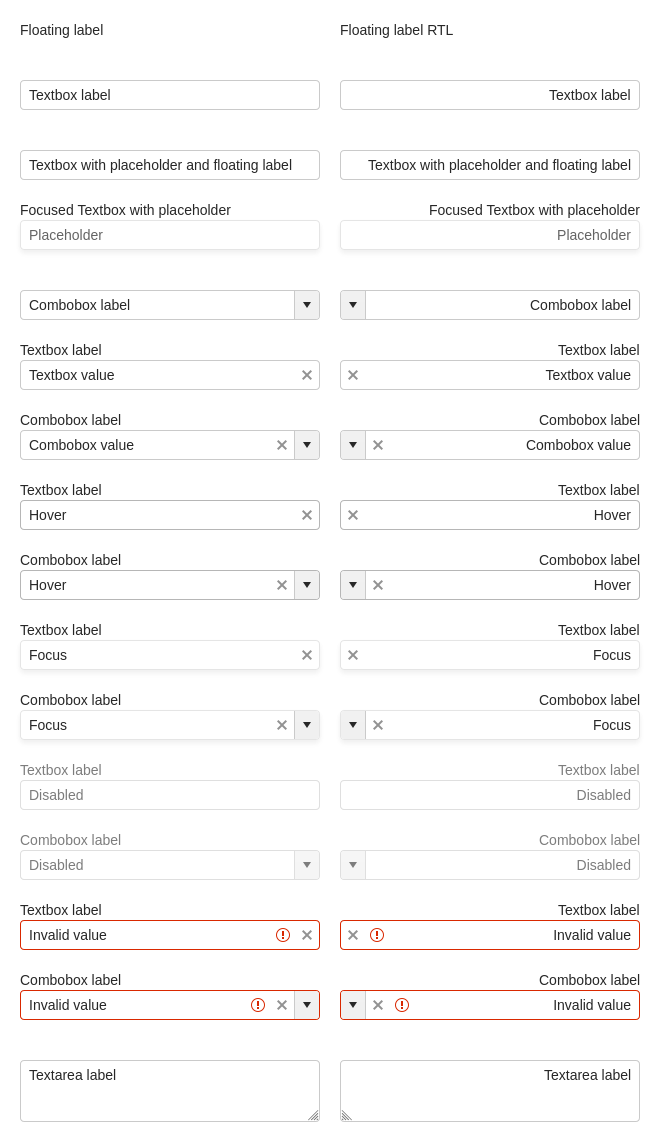 Floating label
Floating label RTL
Textbox label
Textbox label
Textbox with placeholder and floating label
Textbox with placeholder and floating label
Focused Textbox with placeholder
Focused Textbox with placeholder
Placeholder
Placeholder
Combobox label
Combobox label
Textbox label
Textbox label
Textbox value
Textbox value
Combobox label
Combobox label
Combobox value
Combobox value
Textbox label
Textbox label
Hover
Hover
Combobox label
Combobox label
Hover
Hover
Textbox label
Textbox label
Focus
Focus
Combobox label
Combobox label
Focus
Focus
Textbox label
Textbox label
Disabled
Disabled
Combobox label
Combobox label
Disabled
Disabled
Textbox label
Textbox label
Invalid value
Invalid value
Combobox label
Combobox label
Invalid value
Invalid value
Textarea label
Textarea label